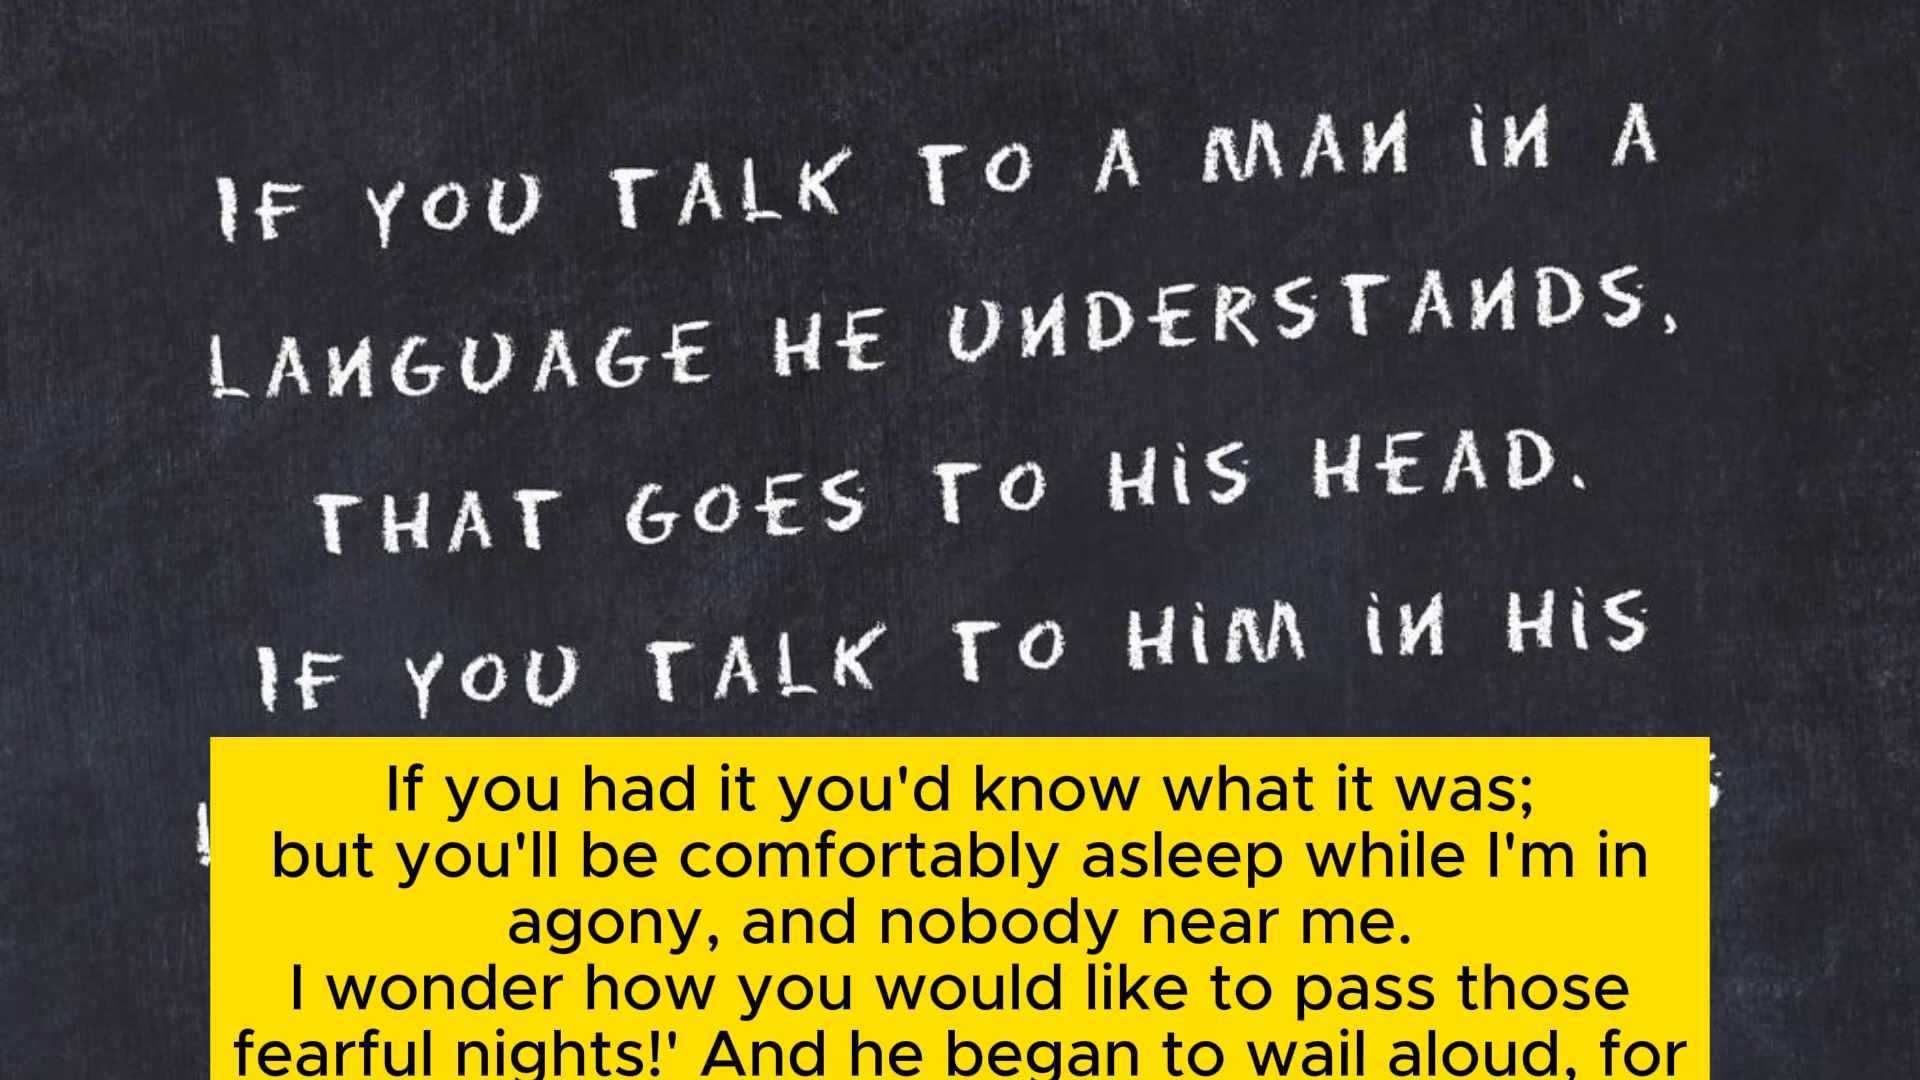 IF YOU TALK TO A MAN IN A
LANGUAGE HE UNDERSTANDS,
THAT GOES TO HIS HEAD.
IF YOU TALK TO HIM IN HIS
If you had it you'd know what it was;
but you'll be comfortably asleep while I'm in
agony, and nobody near me.
I wonder how you would like to pass those
fearful nights!' And he began to wail aloud, for